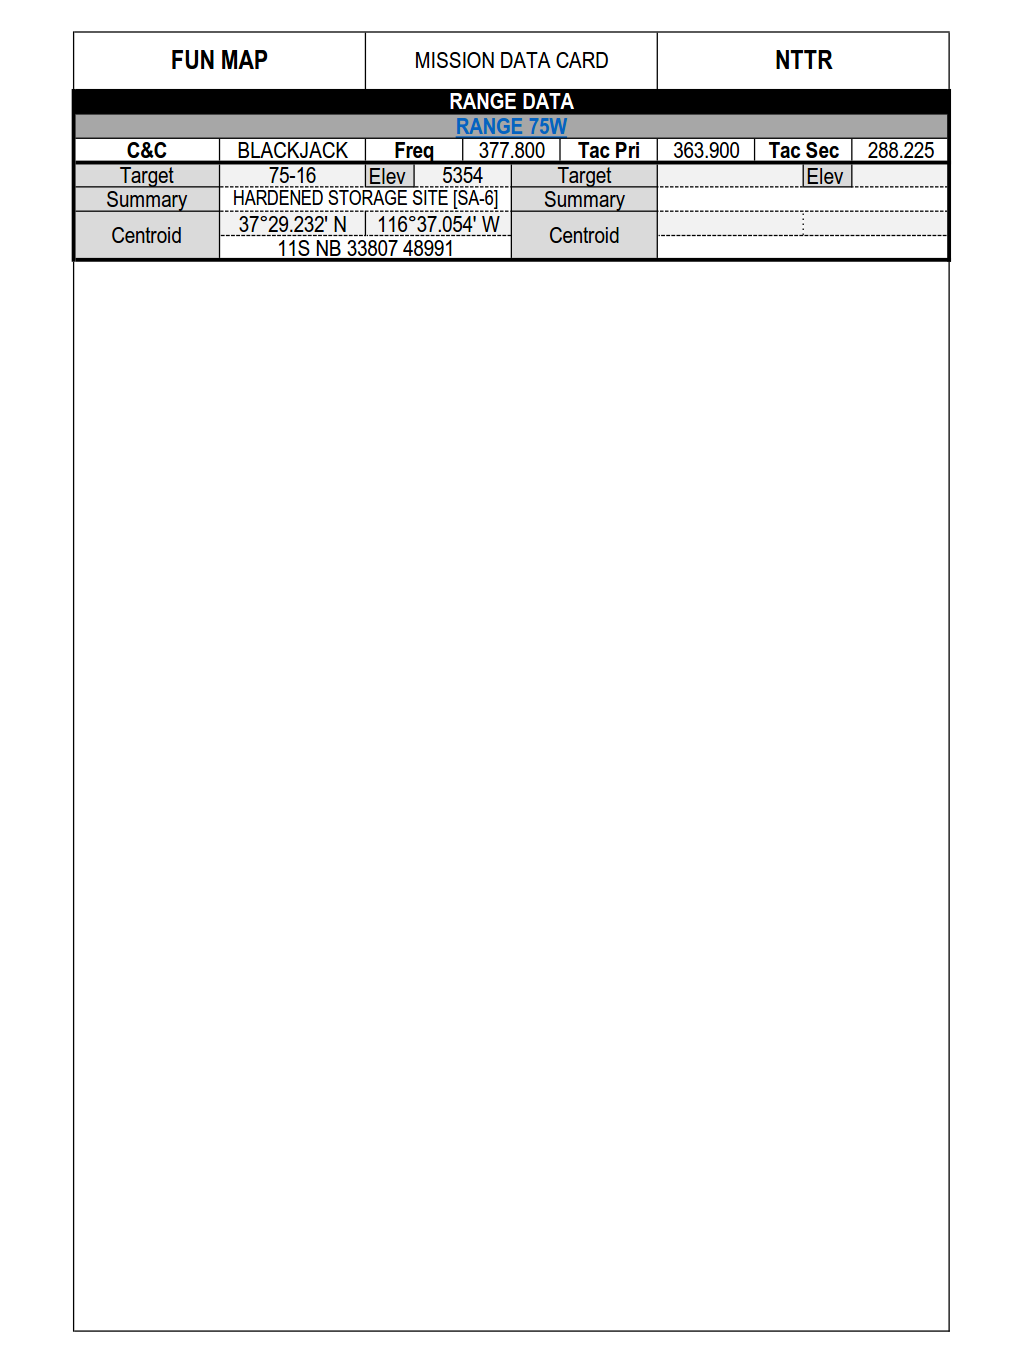 FUN MAP MISSION DATA CARD NTTR
RANGE DATA
RANGE 75W
C&C BLACKJACK Freq 377.800 Tac Pri 363.900 Tac Sec 288.225
Target 75-16 Elev 5354 Target Elev
Summary HARDENED STORAGE SITE [SA-6] Summary
Centroid 37°29.232' N 116°37.054' W Centroid
11S NB 33807 48991